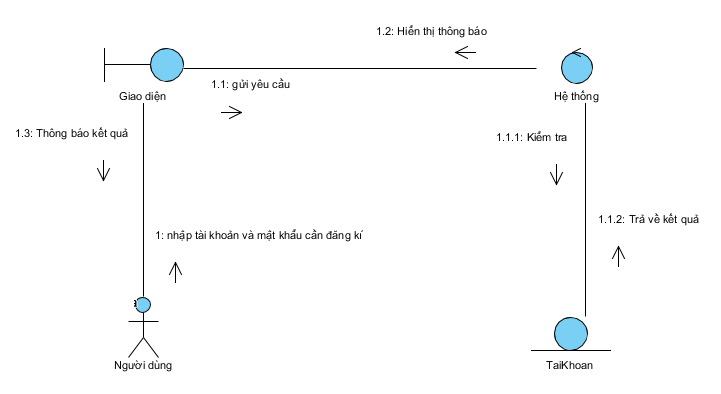 1.2: Hiển thị thông báo
1.1: gửi yêu cầu
Giao diện
Hệ thống
1.3: Thông báo kết quả
1.1.1: Kiểm tra
1.1.2: Trả về kết quả
1: nhập tài khoản và mật khẩu cần đăng kí
Người dùng
TaiKhoan